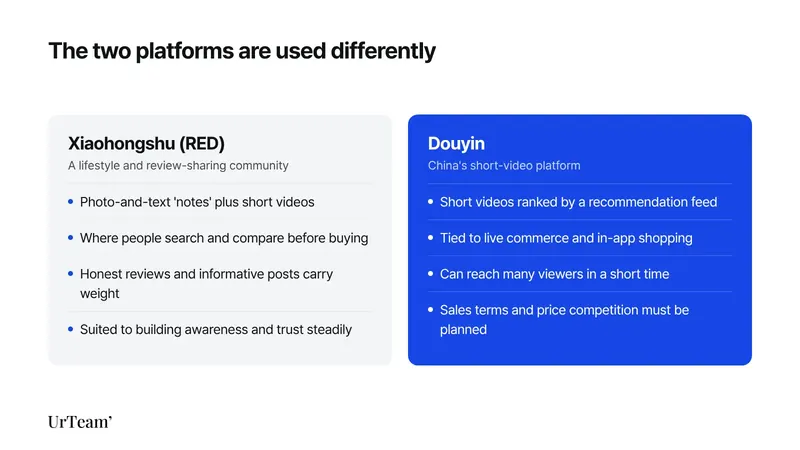 The two platforms are used differently
Xiaohongshu (RED)
A lifestyle and review-sharing community
Photo-and-text 'notes' plus short videos
Where people search and compare before buying
Honest reviews and informative posts carry
weight
Suited to building awareness and trust steadily
Douyin
China's short-video platform
Short videos ranked by a recommendation feed
Tied to live commerce and in-app shopping
Can reach many viewers in a short time
Sales terms and price competition must be
planned
UrTeam’